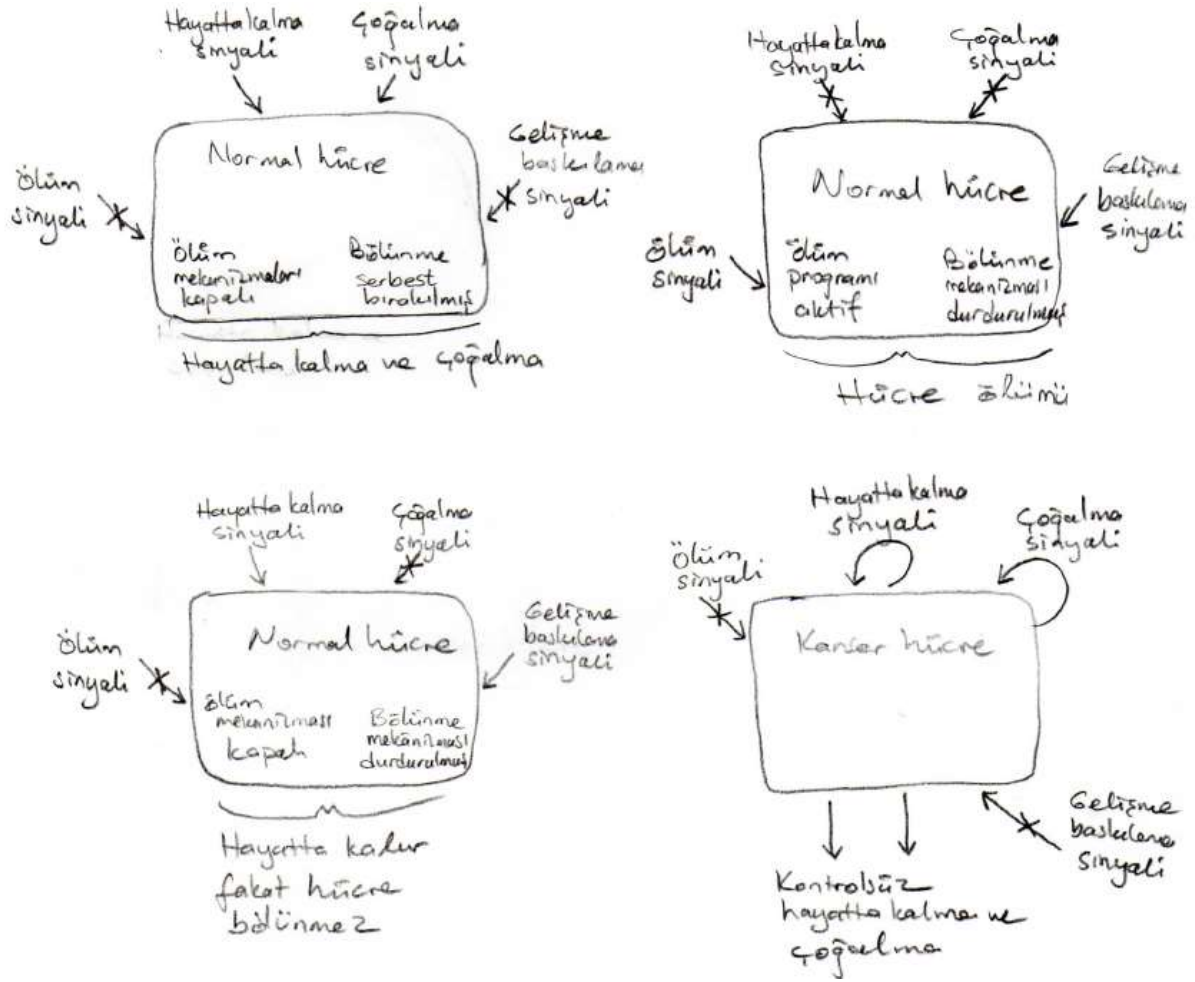 Hayatta kalma
sinyali
Çoğalma
sinyali
Ölüm
sinyali
Normal hücre
Gelişme
baskılama
sinyali
Ölüm
mekanizmaları
kapalı
Bölünme
serbest
bırakılmış
Hayatta kalma ve çoğalma
Hayatta kalma
sinyali
Çoğalma
sinyali
Ölüm
sinyali
Normal hücre
Gelişme
baskılama
sinyali
Ölüm
programı
aktif
Bölünme
mekanizması
durdurulmuş
Hücre ölümü
Hayatta kalma
sinyali
Çoğalma
sinyali
Ölüm
sinyali
Normal hücre
Gelişme
baskılama
sinyali
ölüm
mekanizması
kapalı
Bölünme
mekanizması
durdurulmuş
Hayatta kalır
fakat hücre
bölünmez
Hayatta kalma
sinyali
Çoğalma
sinyali
Ölüm
sinyali
Kanser hücre
Gelişme
baskılama
sinyali
Kontrolsüz
hayatta kalma ve
çoğalma